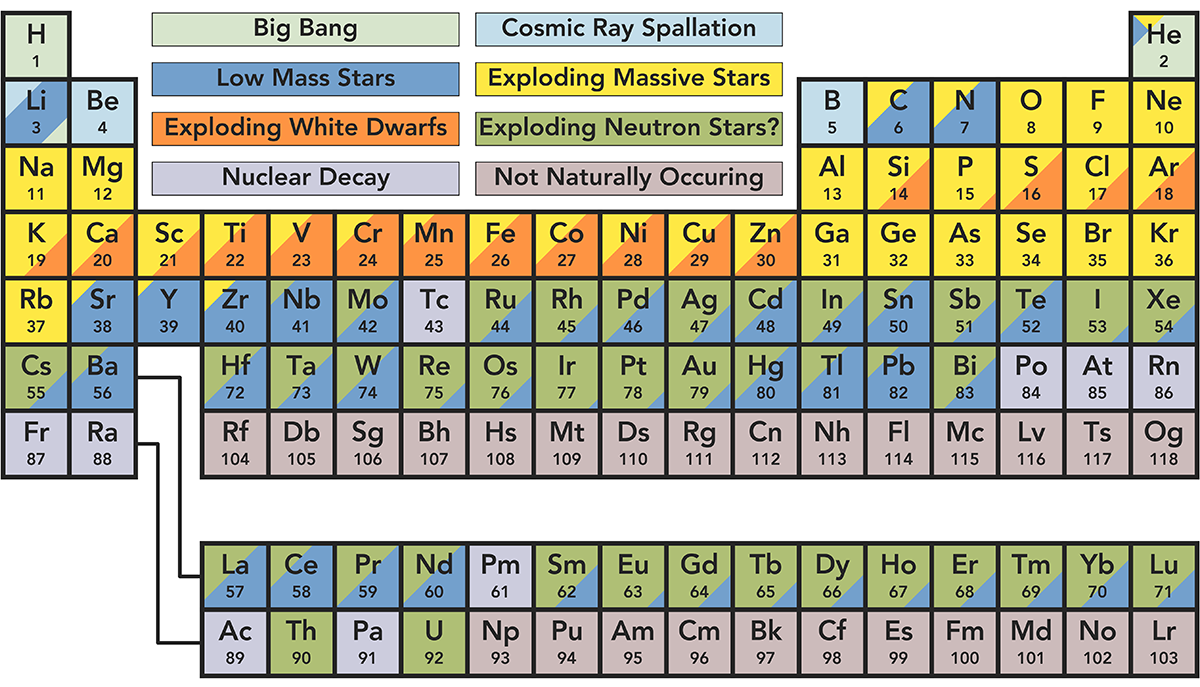 H Big Bang Cosmic Ray Spallation He
1 2
Low Mass Stars Exploding Massive Stars
Li Be B C N O F Ne
3 4 5 6 7 8 9 10
Exploding White Dwarfs Exploding Neutron Stars?
Na Mg Al Si P S Cl Ar
11 12 13 14 15 16 17 18
Nuclear Decay Not Naturally Occuring
K Ca Sc Ti V Cr Mn Fe Co Ni Cu Zn Ga Ge As Se Br Kr
19 20 21 22 23 24 25 26 27 28 29 30 31 32 33 34 35 36
Rb Sr Y Zr Nb Mo Tc Ru Rh Pd Ag Cd In Sn Sb Te I Xe
37 38 39 40 41 42 43 44 45 46 47 48 49 50 51 52 53 54
Cs Ba Hf Ta W Re Os Ir Pt Au Hg Tl Pb Bi Po At Rn
55 56 72 73 74 75 76 77 78 79 80 81 82 83 84 85 86
Fr Ra Rf Db Sg Bh Hs Mt Ds Rg Cn Nh Fl Mc Lv Ts Og
87 88 104 105 106 107 108 109 110 111 112 113 114 115 116 117 118
La Ce Pr Nd Pm Sm Eu Gd Tb Dy Ho Er Tm Yb Lu
57 58 59 60 61 62 63 64 65 66 67 68 69 70 71
Ac Th Pa U Np Pu Am Cm Bk Cf Es Fm Md No Lr
89 90 91 92 93 94 95 96 97 98 99 100 101 102 103